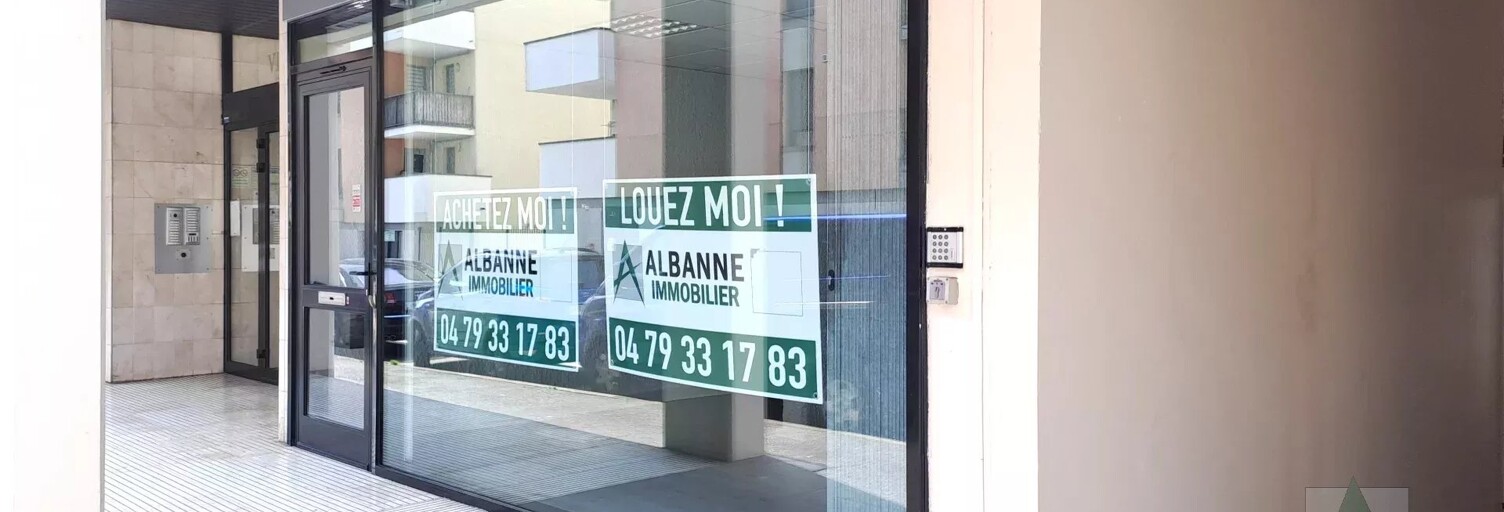 ACHETEZ MOI !
ALBANNE
IMMOBILIER
04 79 33 17 83
LOUEZ MOI !
ALBANNE
IMMOBILIER
04 79 33 17 83